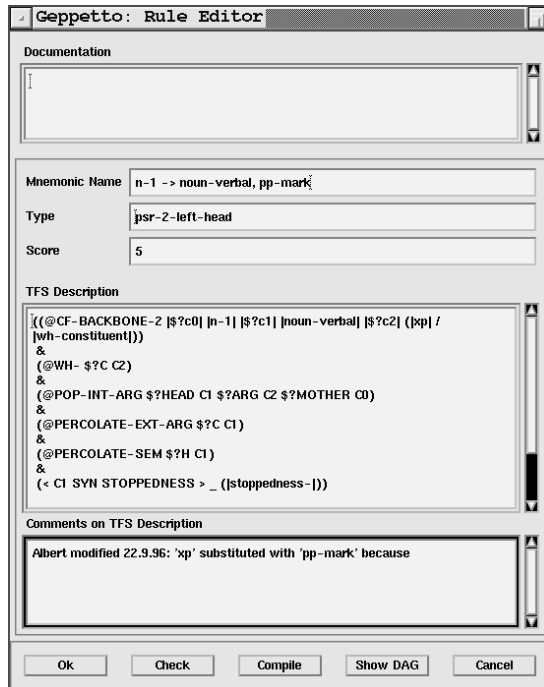 Geppetto: Rule Editor
Documentation
Mnemonic Name n-1 -> noun-verbal, pp-mark
Type psr-2-left-head
Score 5
TFS Description
((@CF-BACKBONE-2 |$?c0| |n-1| |$?c1| |noun-verbal| |$?c2| (|xp| /
|wh-constituent|))
&
(@WH- $?C C2)
&
(@POP-INT-ARG $?HEAD C1 $?ARG C2 $?MOTHER C0)
&
(@PERCOLATE-EXT-ARG $?C C1)
&
(@PERCOLATE-SEM $?H C1)
&
(< C1 SYN STOPPEDNESS > _ (|stoppedness-|))
Comments on TFS Description
Albert modified 22.9.96: 'xp' substituted with 'pp-mark' because
Ok Check Compile Show DAG Cancel